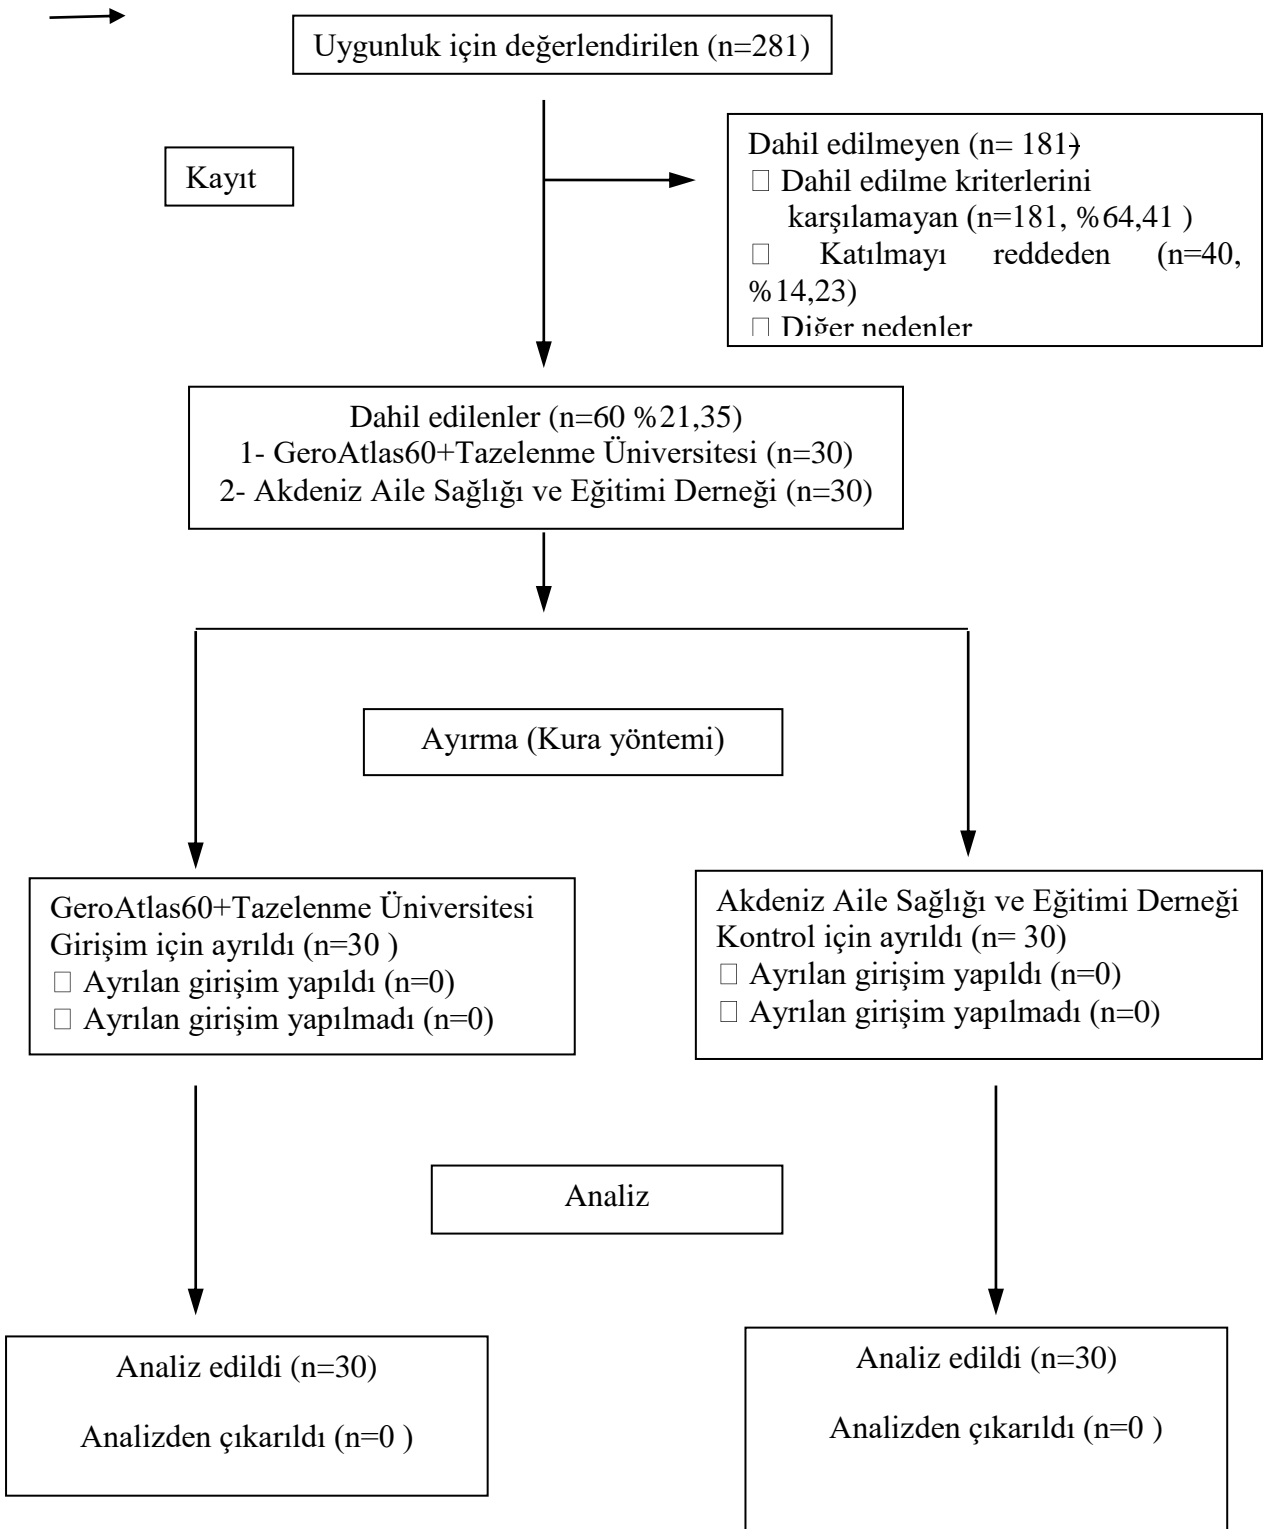 Uygunluk için değerlendirilen (n=281)
Kayıt
Dahil edilmeyen (n= 181)
□ Dahil edilme kriterlerini
karşılamayan (n=181, %64,41 )
□ Katılmayı reddeden (n=40,
%14,23)
□ Diğer nedenler
Dahil edilenler (n=60 %21,35)
1- GeroAtlas60+Tazelenme Üniversitesi (n=30)
2- Akdeniz Aile Sağlığı ve Eğitimi Derneği (n=30)
Ayırma (Kura yöntemi)
GeroAtlas60+Tazelenme Üniversitesi
Girişim için ayrıldı (n=30 )
□ Ayrılan girişim yapıldı (n=0)
□ Ayrılan girişim yapılmadı (n=0)
Akdeniz Aile Sağlığı ve Eğitimi Derneği
Kontrol için ayrıldı (n= 30)
□ Ayrılan girişim yapıldı (n=0)
□ Ayrılan girişim yapılmadı (n=0)
Analiz
Analiz edildi (n=30)
Analizden çıkarıldı (n=0 )
Analiz edildi (n=30)
Analizden çıkarıldı (n=0 )